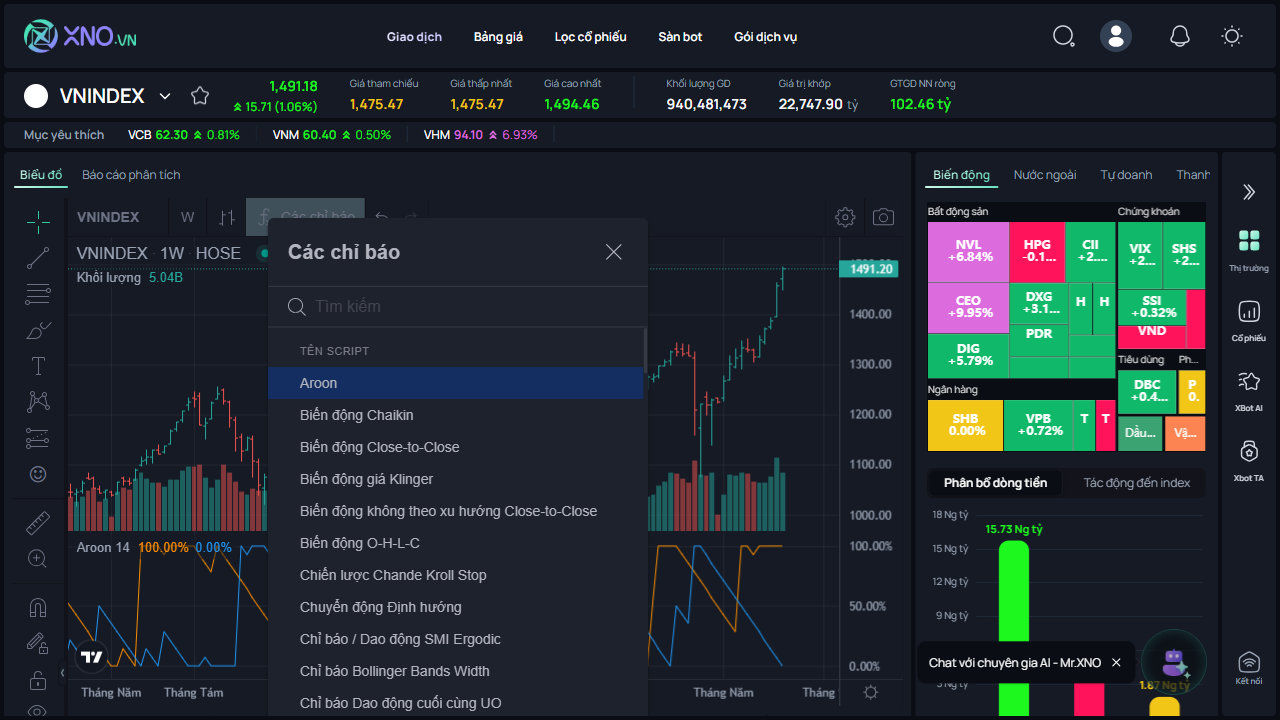 XNO.VN
Giao dịch
Bảng giá
Lọc cổ phiếu
Sàn bot
Gói dịch vụ
VNINDEX
1,491.18
15.71 (1.06%)
Giá tham chiếu
1,475.47
Giá thấp nhất
1,475.47
Giá cao nhất
1,494.46
Khối lượng GD
940,481,473
Giá trị khớp
22,747.90 tỷ
GTGD NN ròng
102.46 tỷ
Mục yêu thích
VCB 62.30 0.81%
VNM 60.40 0.50%
VHM 94.10 6.93%
Biểu đồ
Báo cáo phân tích
VNINDEX
W
Các chỉ báo
VNINDEX · 1W · HOSE
Khối lượng 5.04B
1491.20
1400.00
1300.00
1200.00
1100.00
1000.00
Aroon 14 100.00% 0.00%
100.00%
50.00%
0.00%
Tháng Năm
Tháng Tám
Tháng Năm
Tháng
Các chỉ báo
Tìm kiếm
TÊN SCRIPT
Aroon
Biến động Chaikin
Biến động Close-to-Close
Biến động giá Klinger
Biến động không theo xu hướng Close-to-Close
Biến động O-H-L-C
Chiến lược Chande Kroll Stop
Chuyển động Định hướng
Chỉ báo / Dao động SMI Ergodic
Chỉ báo Bollinger Bands Width
Chỉ báo Dao động cuối cùng UO
Biến động
Nước ngoài
Tự doanh
Thanh
Bất động sản
NVL
+6.84%
HPG
-0.1...
CII
+2....
CEO
+9.95%
DXG
+3.1...
H
H
PDR
DIG
+5.79%
Chứng khoán
VIX
+2...
SHS
+2...
SSI
+0.32%
VND
Ngân hàng
SHB
0.00%
VPB
+0.72%
T
T
Tiêu dùng
DBC
+0.4...
Ph...
P
0.
Dầu...
Vậ...
Phân bổ dòng tiền
Tác động đến index
18 Ng tỷ
15 Ng tỷ
12 Ng tỷ
9 Ng tỷ
15.73 Ng tỷ
1.87 Ng tỷ
Chat với chuyên gia AI - Mr.XNO
Thị trường
Cổ phiếu
XBot AI
Xbot TA
Kết nối